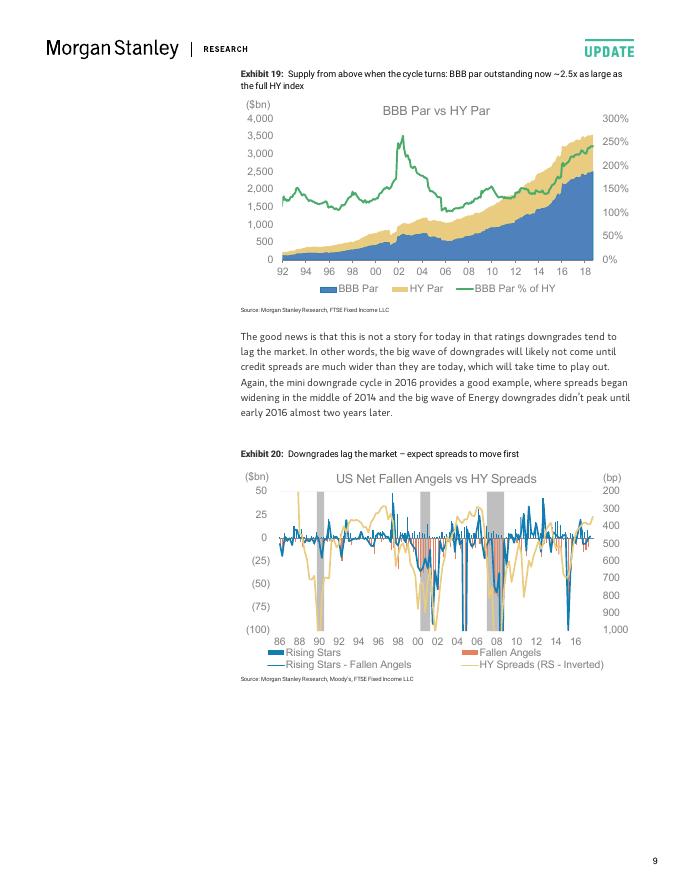 Morgan Stanley | RESEARCH
UPDATE
Exhibit 19: Supply from above when the cycle turns: BBB par outstanding now ~2.5x as large as
the full HY index
($bn)
BBB Par vs HY Par
4,000
3,500
3,000
2,500
2,000
1,500
1,000
500
0
300%
250%
200%
150%
100%
50%
0%
92 94 96 98 00 02 04 06 08 10 12 14 16 18
BBB Par HY Par BBB Par % of HY
Source: Morgan Stanley Research, FTSE Fixed Income LLC
The good news is that this is not a story for today in that ratings downgrades tend to
lag the market. In other words, the big wave of downgrades will likely not come until
credit spreads are much wider than they are today, which will take time to play out.
Again, the mini downgrade cycle in 2016 provides a good example, where spreads began
widening in the middle of 2014 and the big wave of Energy downgrades didn't peak until
early 2016 almost two years later.
Exhibit 20: Downgrades lag the market – expect spreads to move first
($bn)
US Net Fallen Angels vs HY Spreads
(bp)
50
25
0
(25)
(50)
(75)
(100)
200
300
400
500
600
700
800
900
1,000
86 88 90 92 94 96 98 00 02 04 06 08 10 12 14 16
Rising Stars Fallen Angels
Rising Stars - Fallen Angels HY Spreads (RS - Inverted)
Source: Morgan Stanley Research, Moody's, FTSE Fixed Income LLC
9